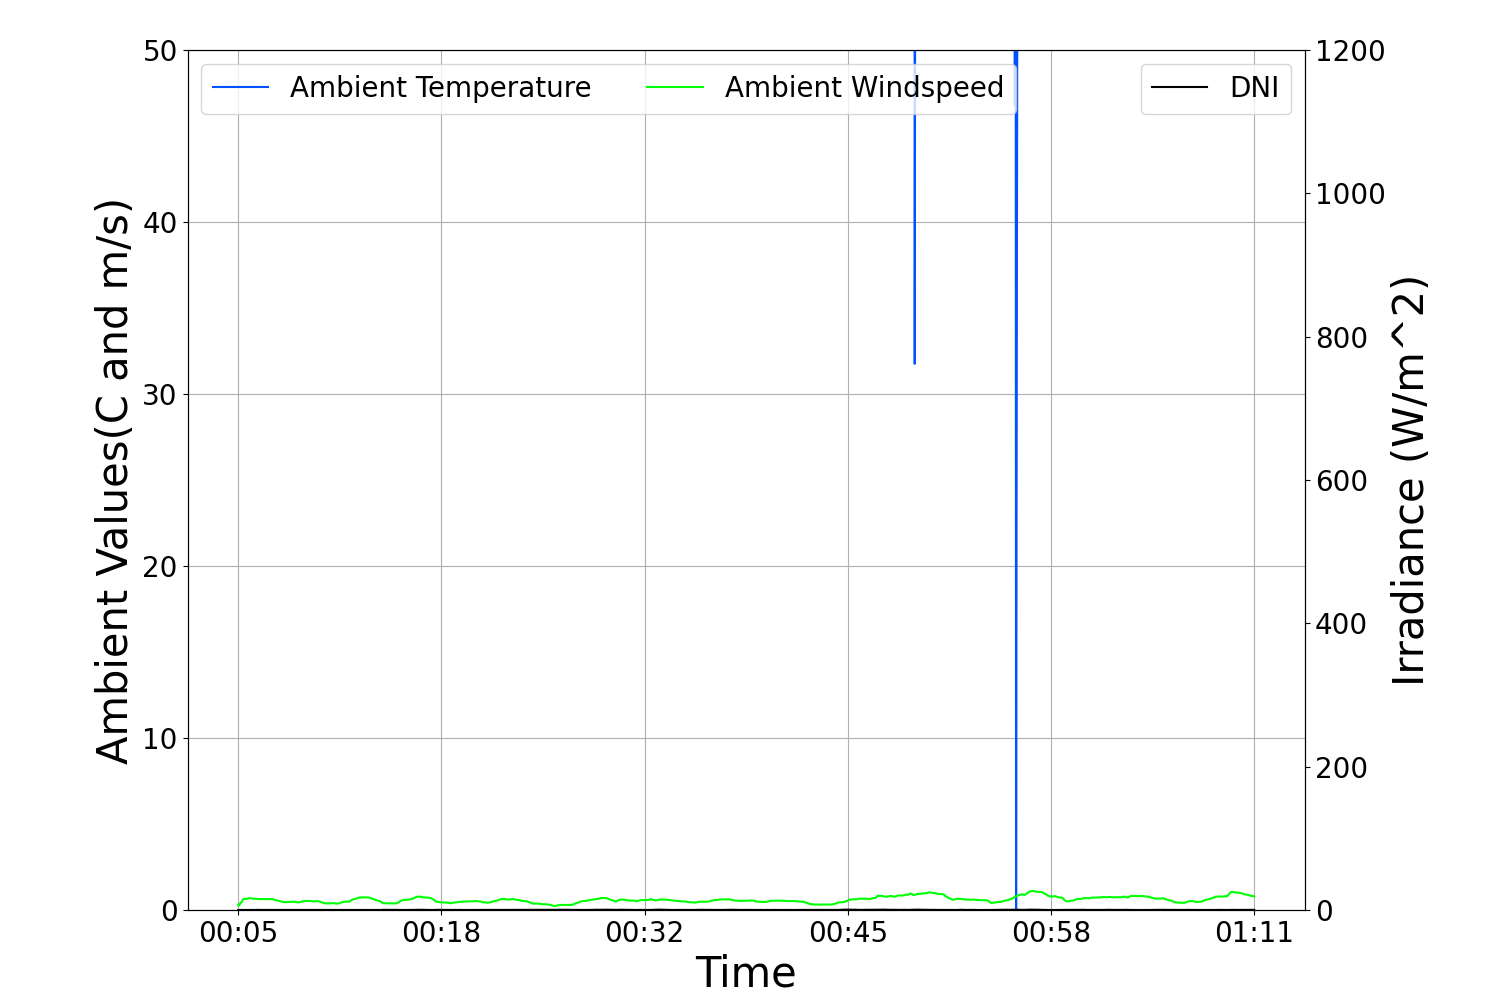 Ambient Temperature
Ambient Windspeed
DNI
Ambient Values(C and m/s)
50
40
30
20
10
0
1200
1000
800
600
400
200
0
Irradiance (W/m^2)
00:05 00:18 00:32 00:45 00:58 01:11
Time